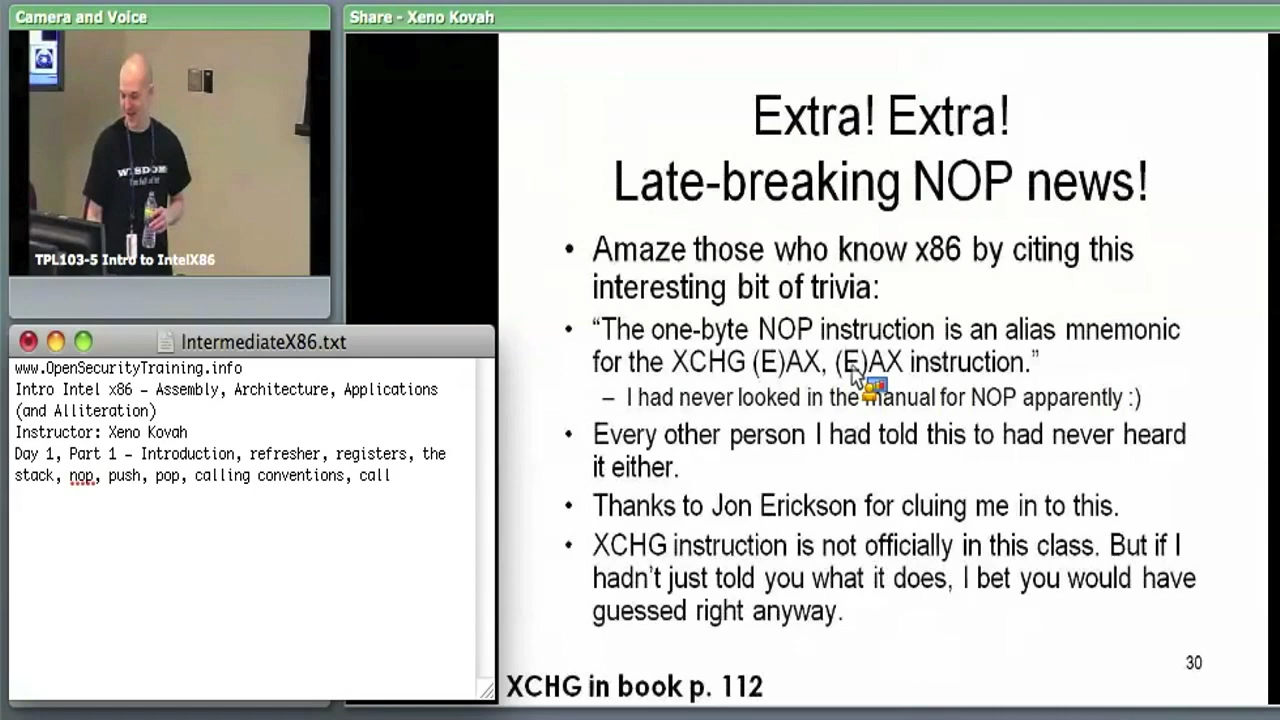 Camera and Voice
WISDOM
TPL103-5 Intro to IntelX86
IntermediateX86.txt
www.OpenSecurityTraining.info
Intro Intel x86 – Assembly, Architecture, Applications
(and Alliteration)
Instructor: Xeno Kovah
Day 1, Part 1 – Introduction, refresher, registers, the
stack, nop, push, pop, calling conventions, call
Share - Xeno Kovah
Extra! Extra!
Late-breaking NOP news!
• Amaze those who know x86 by citing this
interesting bit of trivia:
• “The one-byte NOP instruction is an alias mnemonic
for the XCHG (E)AX, (E)AX instruction.”
– I had never looked in the manual for NOP apparently :)
• Every other person I had told this to had never heard
it either.
• Thanks to Jon Erickson for cluing me in to this.
• XCHG instruction is not officially in this class. But if I
hadn’t just told you what it does, I bet you would have
guessed right anyway.
30
XCHG in book p. 112